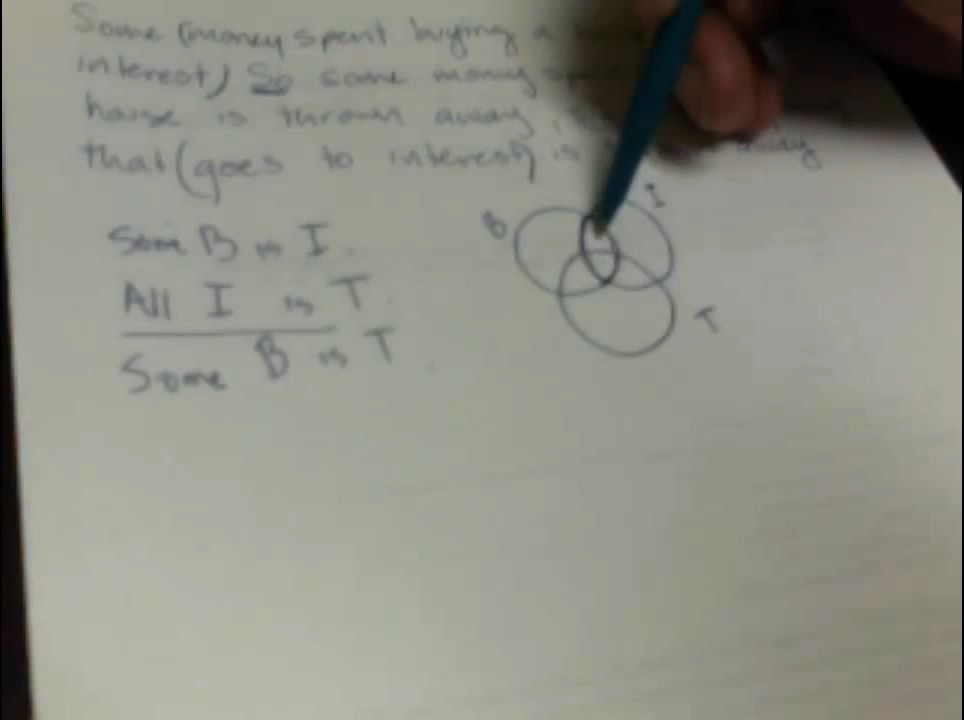 Some (money spent buying a
interest) So some money
house is thrown away,
that (goes to interest) is away
Some B is I.
All I is T.
Some B is T.
B
I
T